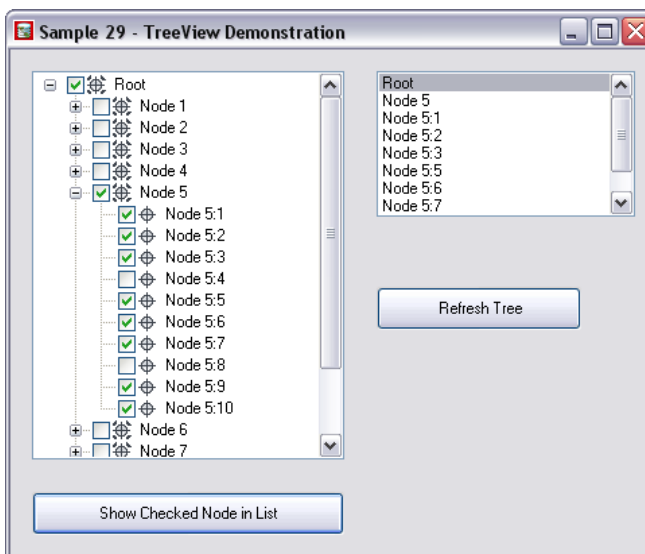 Sample 29 - TreeView Demonstration
Root
Node 1
Node 2
Node 3
Node 4
Node 5
Node 5:1
Node 5:2
Node 5:3
Node 5:4
Node 5:5
Node 5:6
Node 5:7
Node 5:8
Node 5:9
Node 5:10
Node 6
Node 7
Show Checked Node in List
Root
Node 5
Node 5:1
Node 5:2
Node 5:3
Node 5:5
Node 5:6
Node 5:7
Refresh Tree